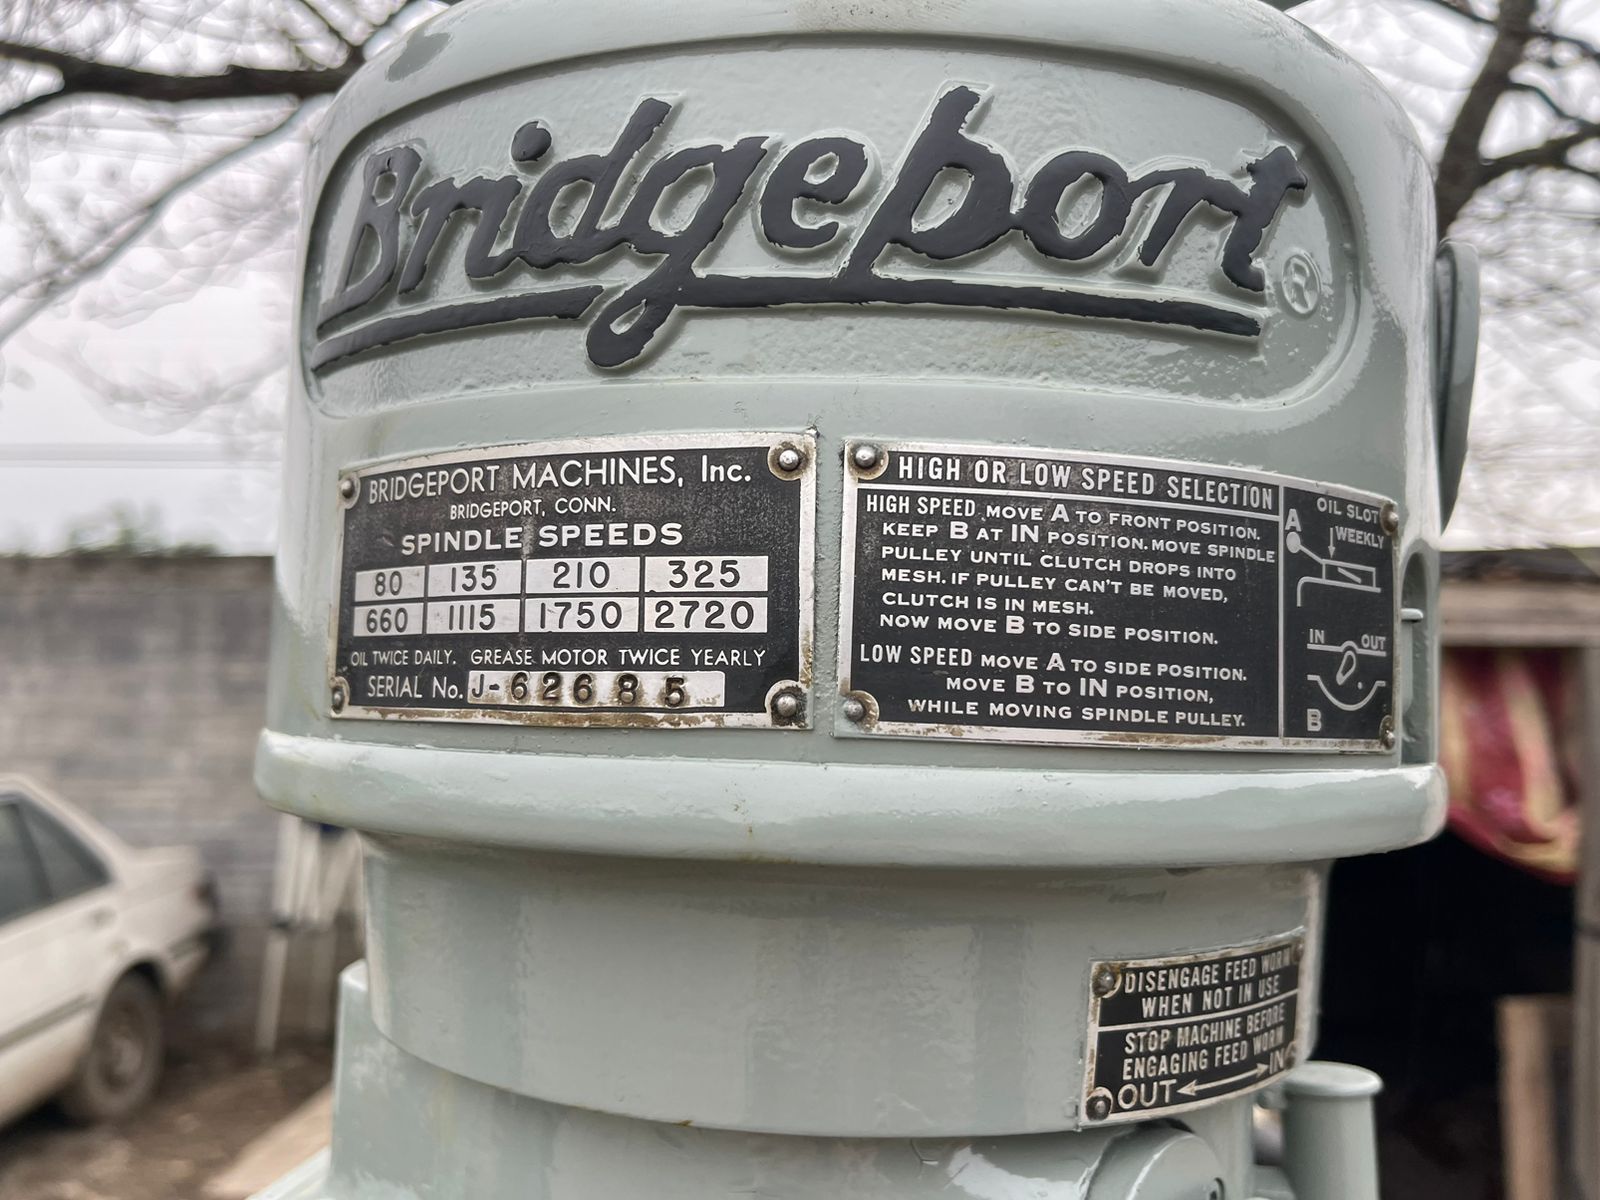 Bridgeport ®
BRIDGEPORT MACHINES, Inc.
BRIDGEPORT, CONN.
SPINDLE SPEEDS
80 135 210 325
660 1115 1750 2720
OIL TWICE DAILY. GREASE MOTOR TWICE YEARLY
SERIAL No. J-62685
HIGH OR LOW SPEED SELECTION
HIGH SPEED MOVE A TO FRONT POSITION.
KEEP B AT IN POSITION. MOVE SPINDLE
PULLEY UNTIL CLUTCH DROPS INTO
MESH. IF PULLEY CAN'T BE MOVED,
CLUTCH IS IN MESH.
NOW MOVE B TO SIDE POSITION.
LOW SPEED MOVE A TO SIDE POSITION.
MOVE B TO IN POSITION,
WHILE MOVING SPINDLE PULLEY.
OIL SLOT
WEEKLY
A
IN OUT
B
DISENGAGE FEED WORM
WHEN NOT IN USE
STOP MACHINE BEFORE
ENGAGING FEED WORM
OUT IN